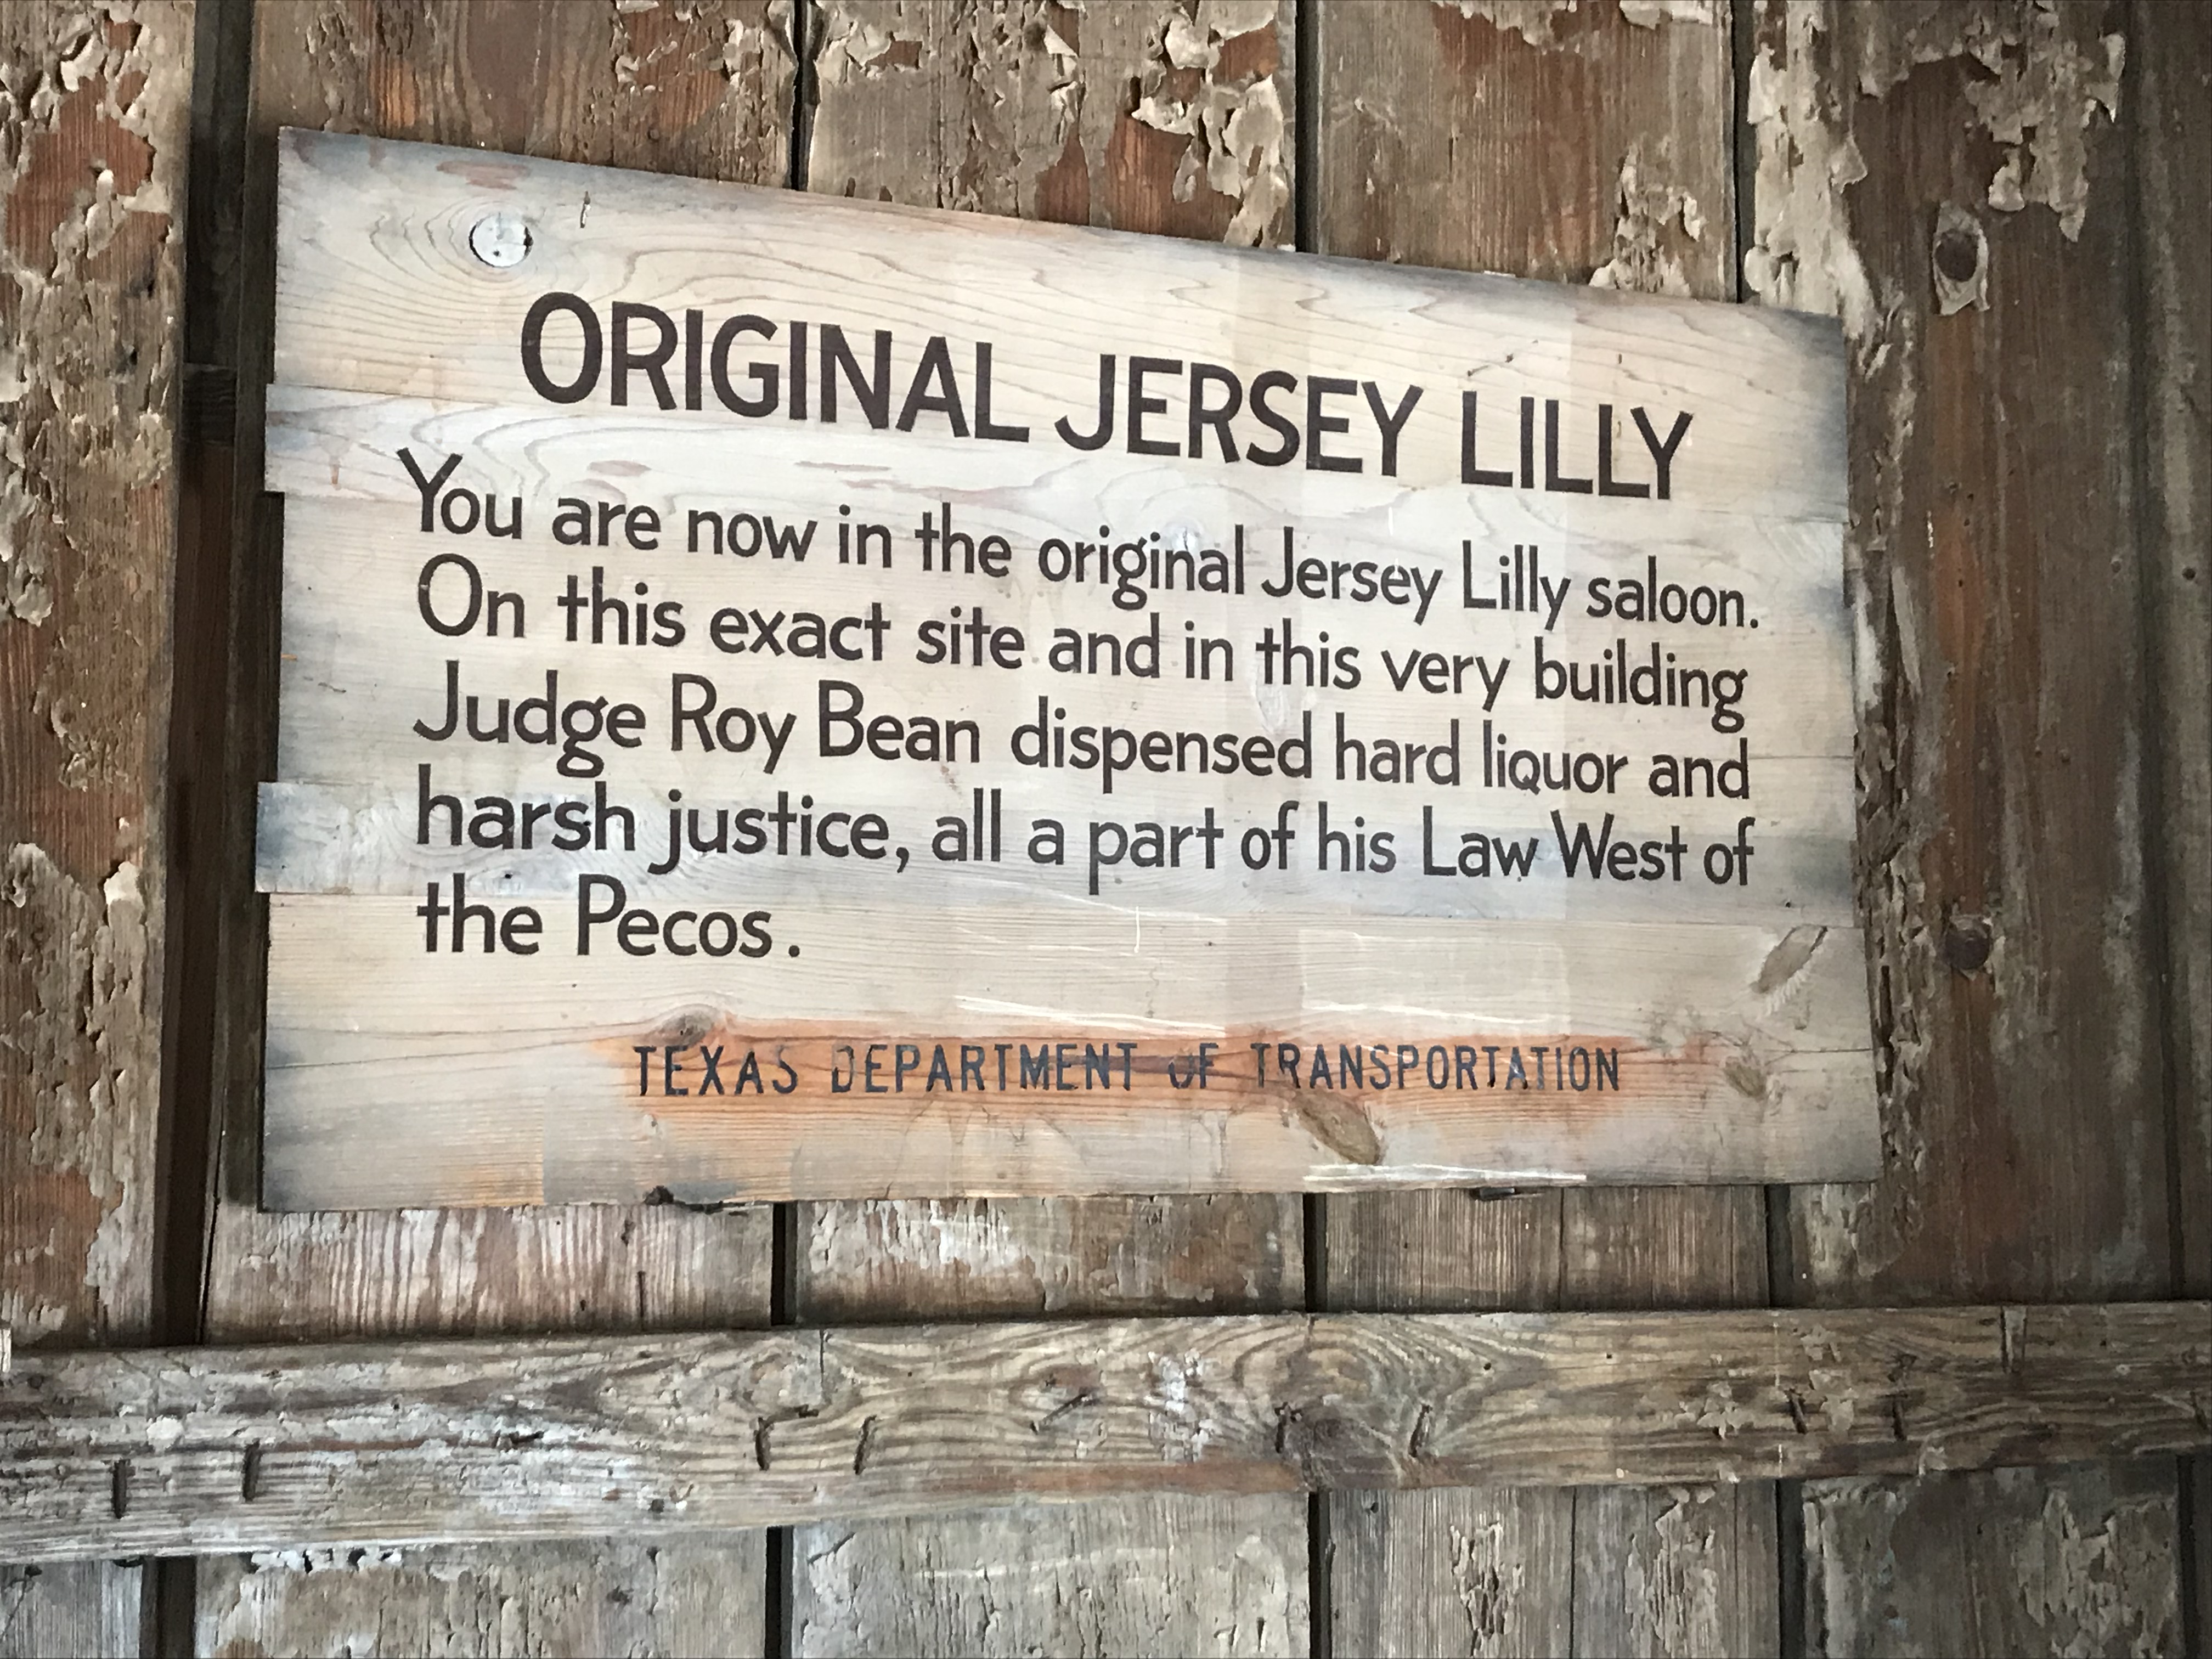 ORIGINAL JERSEY LILLY
You are now in the original Jersey Lilly saloon.
On this exact site and in this very building
Judge Roy Bean dispensed hard liquor and
harsh justice, all a part of his Law West of
the Pecos.
TEXAS DEPARTMENT OF TRANSPORTATION